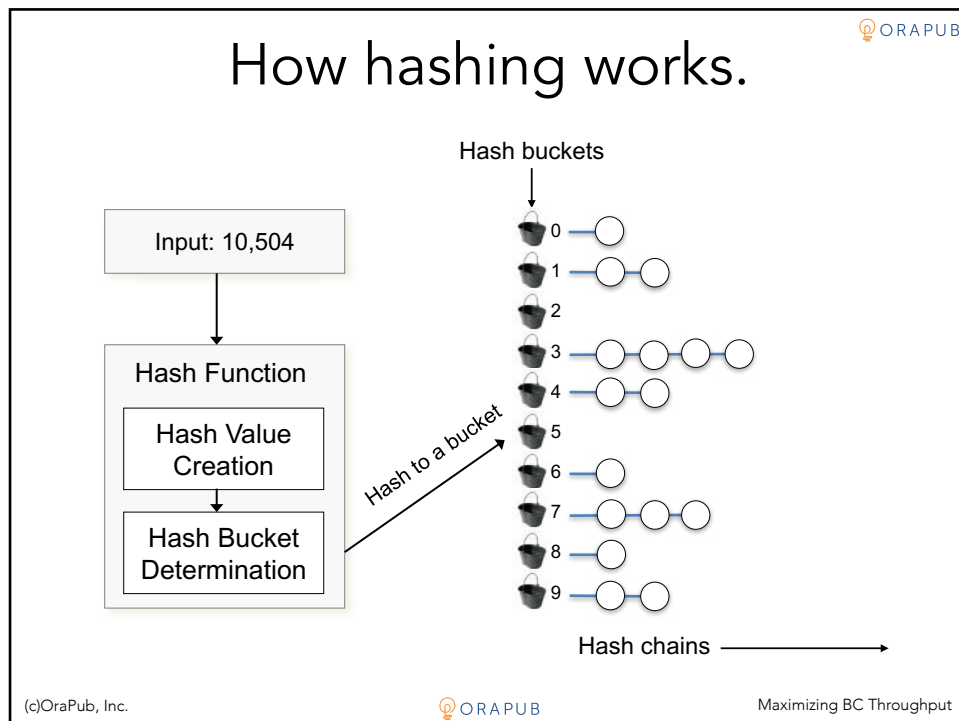 ORAPUB
How hashing works.
Hash buckets
Input: 10,504
Hash Function
Hash Value
Creation
Hash Bucket
Determination
Hash to a bucket
0
1
2
3
4
5
6
7
8
9
Hash chains
(c)OraPub, Inc.
ORAPUB
Maximizing BC Throughput